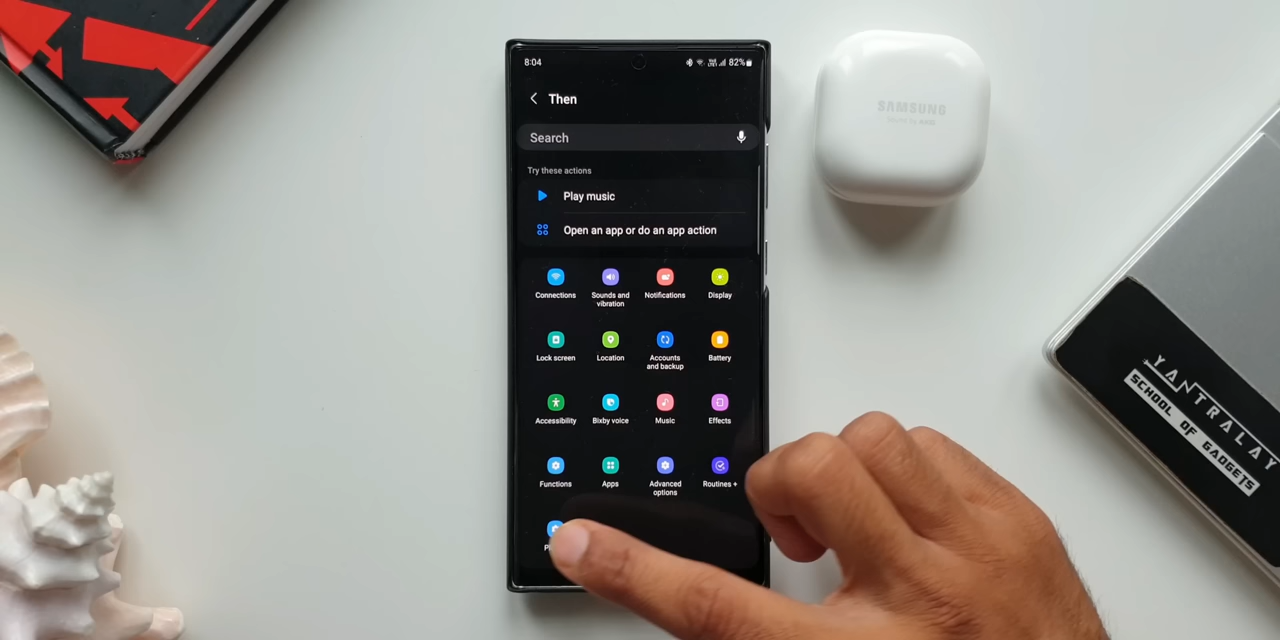 8:04
82%
Then
Search
Try these actions
Play music
Open an app or do an app action
Connections
Sounds and
vibration
Notifications
Display
Lock screen
Location
Accounts
and backup
Battery
Accessibility
Bixby voice
Music
Effects
Functions
Apps
Advanced
options
Routines +
SAMSUNG
YANTRALAY
SCHOOL OF GADGETS